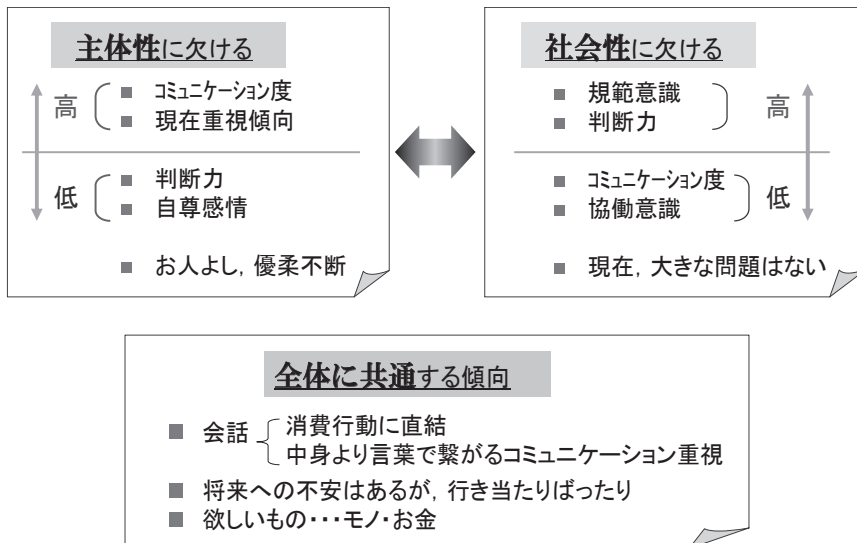 主体性に欠ける
高
■ コミュニケーション度
■ 現在重視傾向
低
■ 判断力
■ 自尊感情
■ お人よし，優柔不断
社会性に欠ける
■ 規範意識
■ 判断力
高
■ コミュニケーション度
■ 協働意識
低
■ 現在，大きな問題はない
全体に共通する傾向
■ 会話
消費行動に直結
中身より言葉で繋がるコミュニケーション重視
■ 将来への不安はあるが，行き当たりばったり
■ 欲しいもの・・・モノ・お金